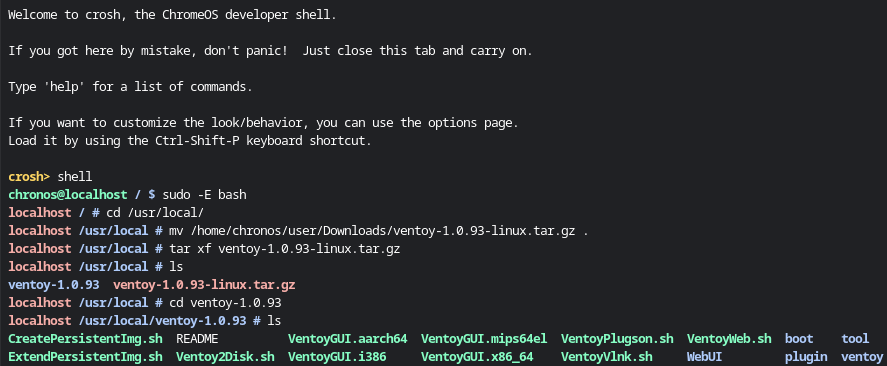 Welcome to crosh, the ChromeOS developer shell.
If you got here by mistake, don't panic!  Just close this tab and carry on.
Type 'help' for a list of commands.
If you want to customize the look/behavior, you can use the options page.
Load it by using the Ctrl-Shift-P keyboard shortcut.
crosh> shell
chronos@localhost / $ sudo -E bash
localhost / # cd /usr/local/
localhost /usr/local # mv /home/chronos/user/Downloads/ventoy-1.0.93-linux.tar.gz .
localhost /usr/local # tar xf ventoy-1.0.93-linux.tar.gz
localhost /usr/local # ls
ventoy-1.0.93  ventoy-1.0.93-linux.tar.gz
localhost /usr/local # cd ventoy-1.0.93
localhost /usr/local/ventoy-1.0.93 # ls
CreatePersistentImg.sh  README          VentoyGUI.aarch64  VentoyGUI.mips64el  VentoyPlugson.sh  VentoyWeb.sh  boot    tool
ExtendPersistentImg.sh  Ventoy2Disk.sh  VentoyGUI.i386     VentoyGUI.x86_64    VentoyVlnk.sh     WebUI         plugin  ventoy